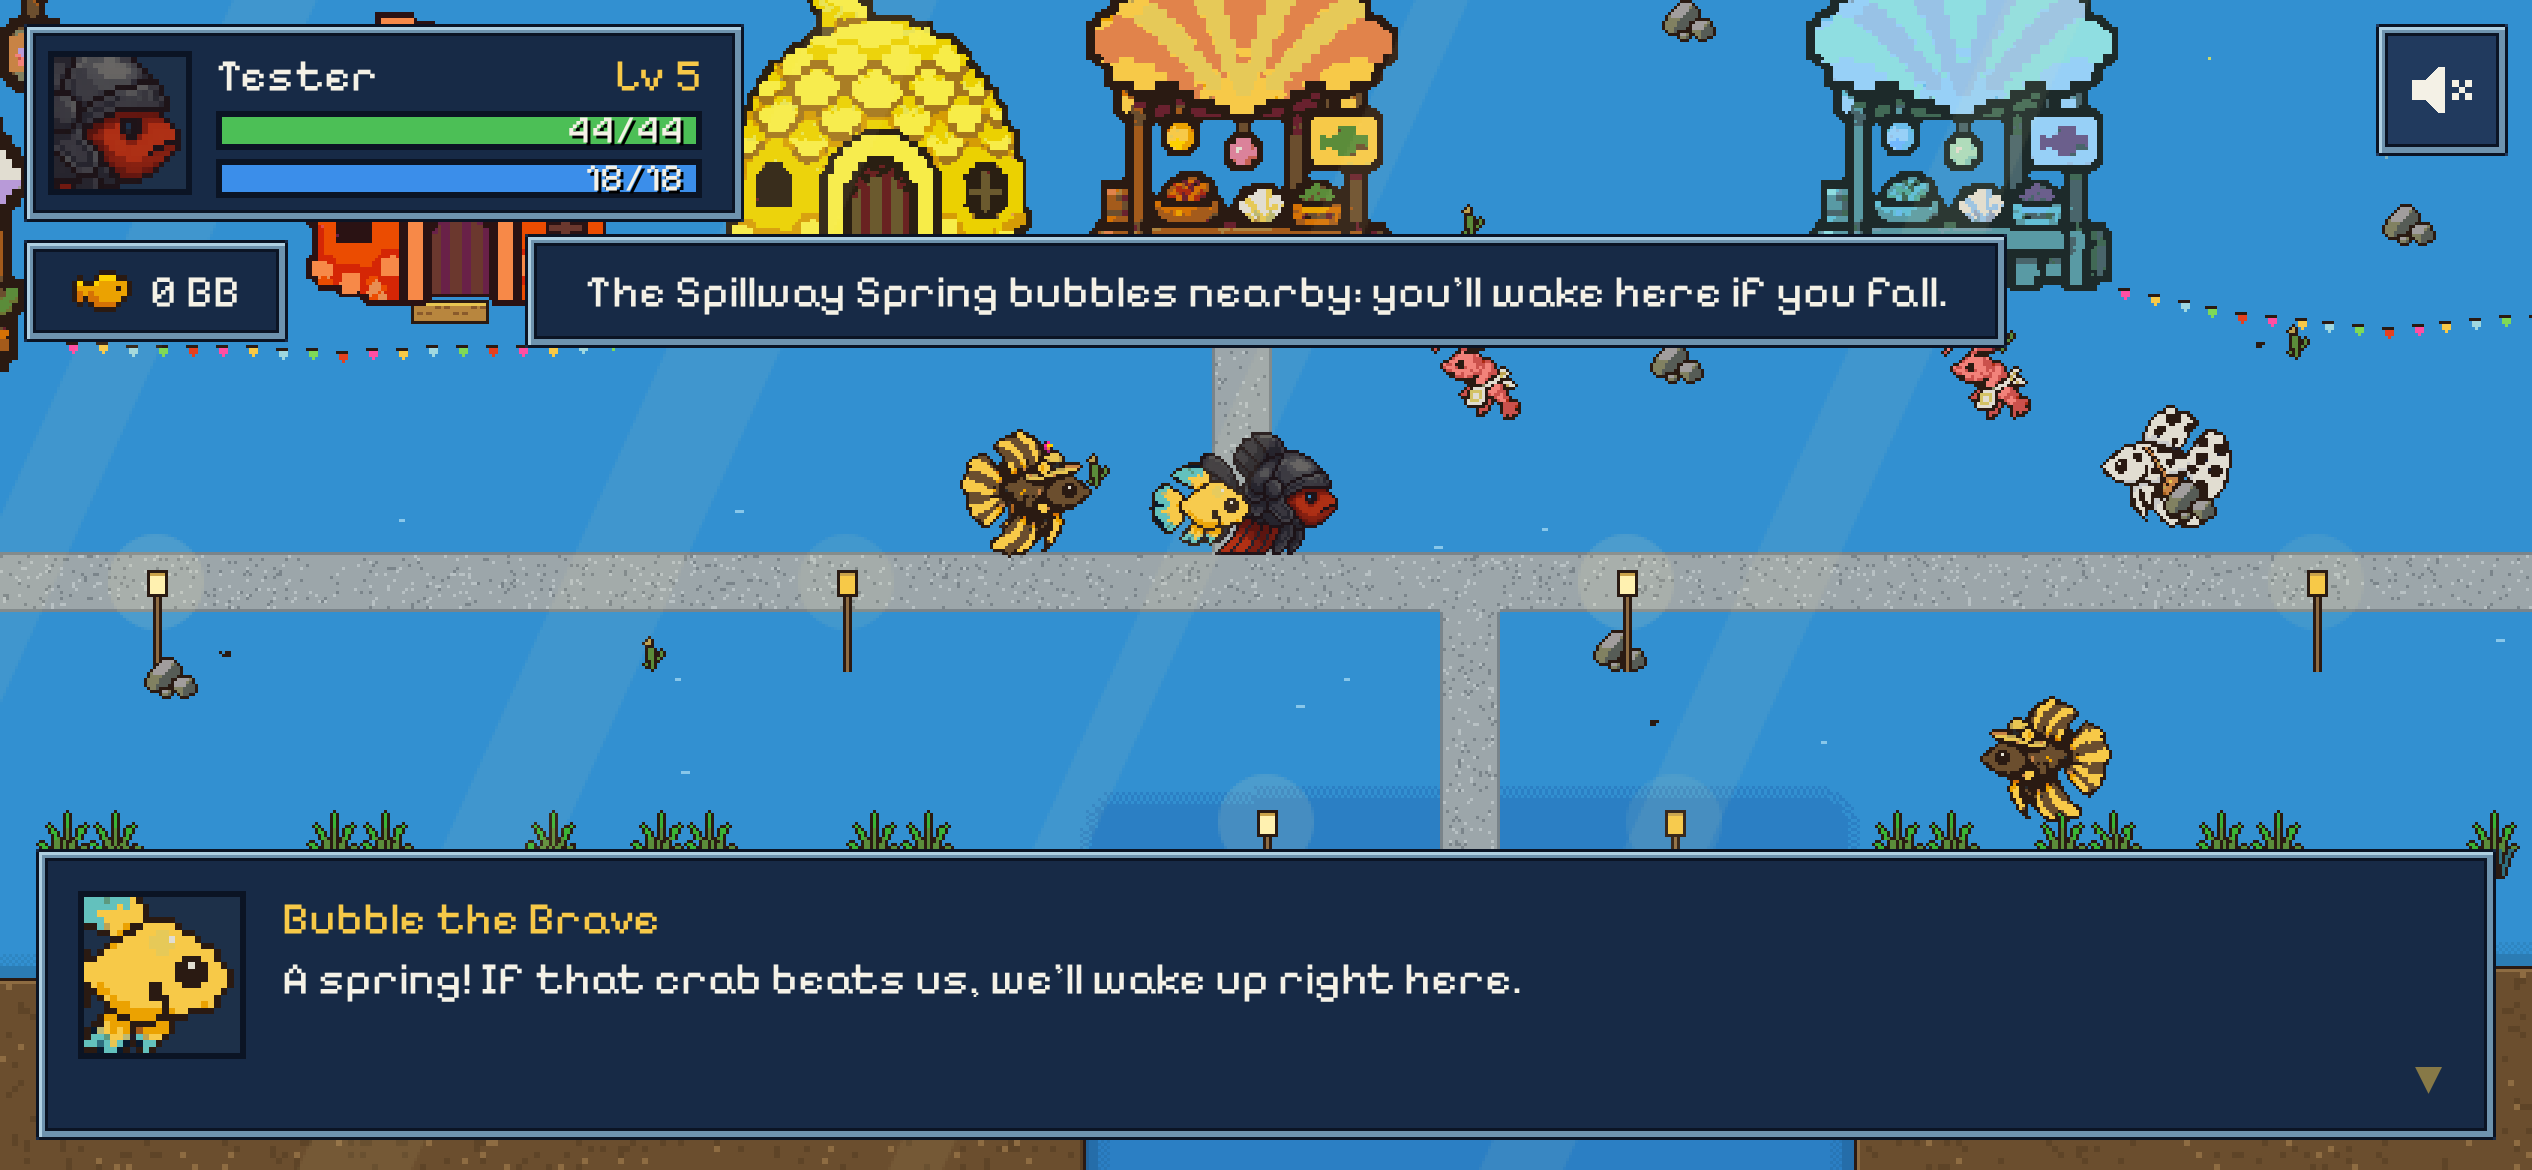 Tester
Lv 5
44/44
18/18
0 BB
The Spillway Spring bubbles nearby: you'll wake here if you fall.
Bubble the Brave
A spring! If that crab beats us, we'll wake up right here.